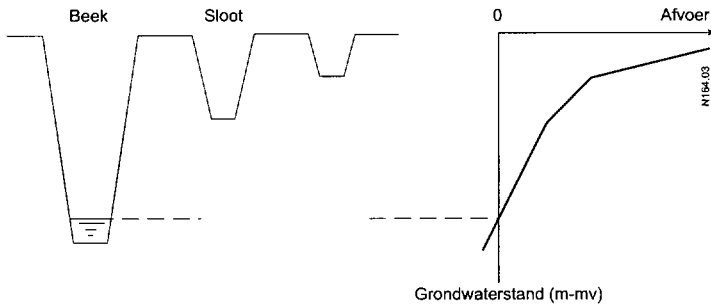 Beek
Sloot
0
Afvoer
N164.03
Grondwaterstand (m-mv)